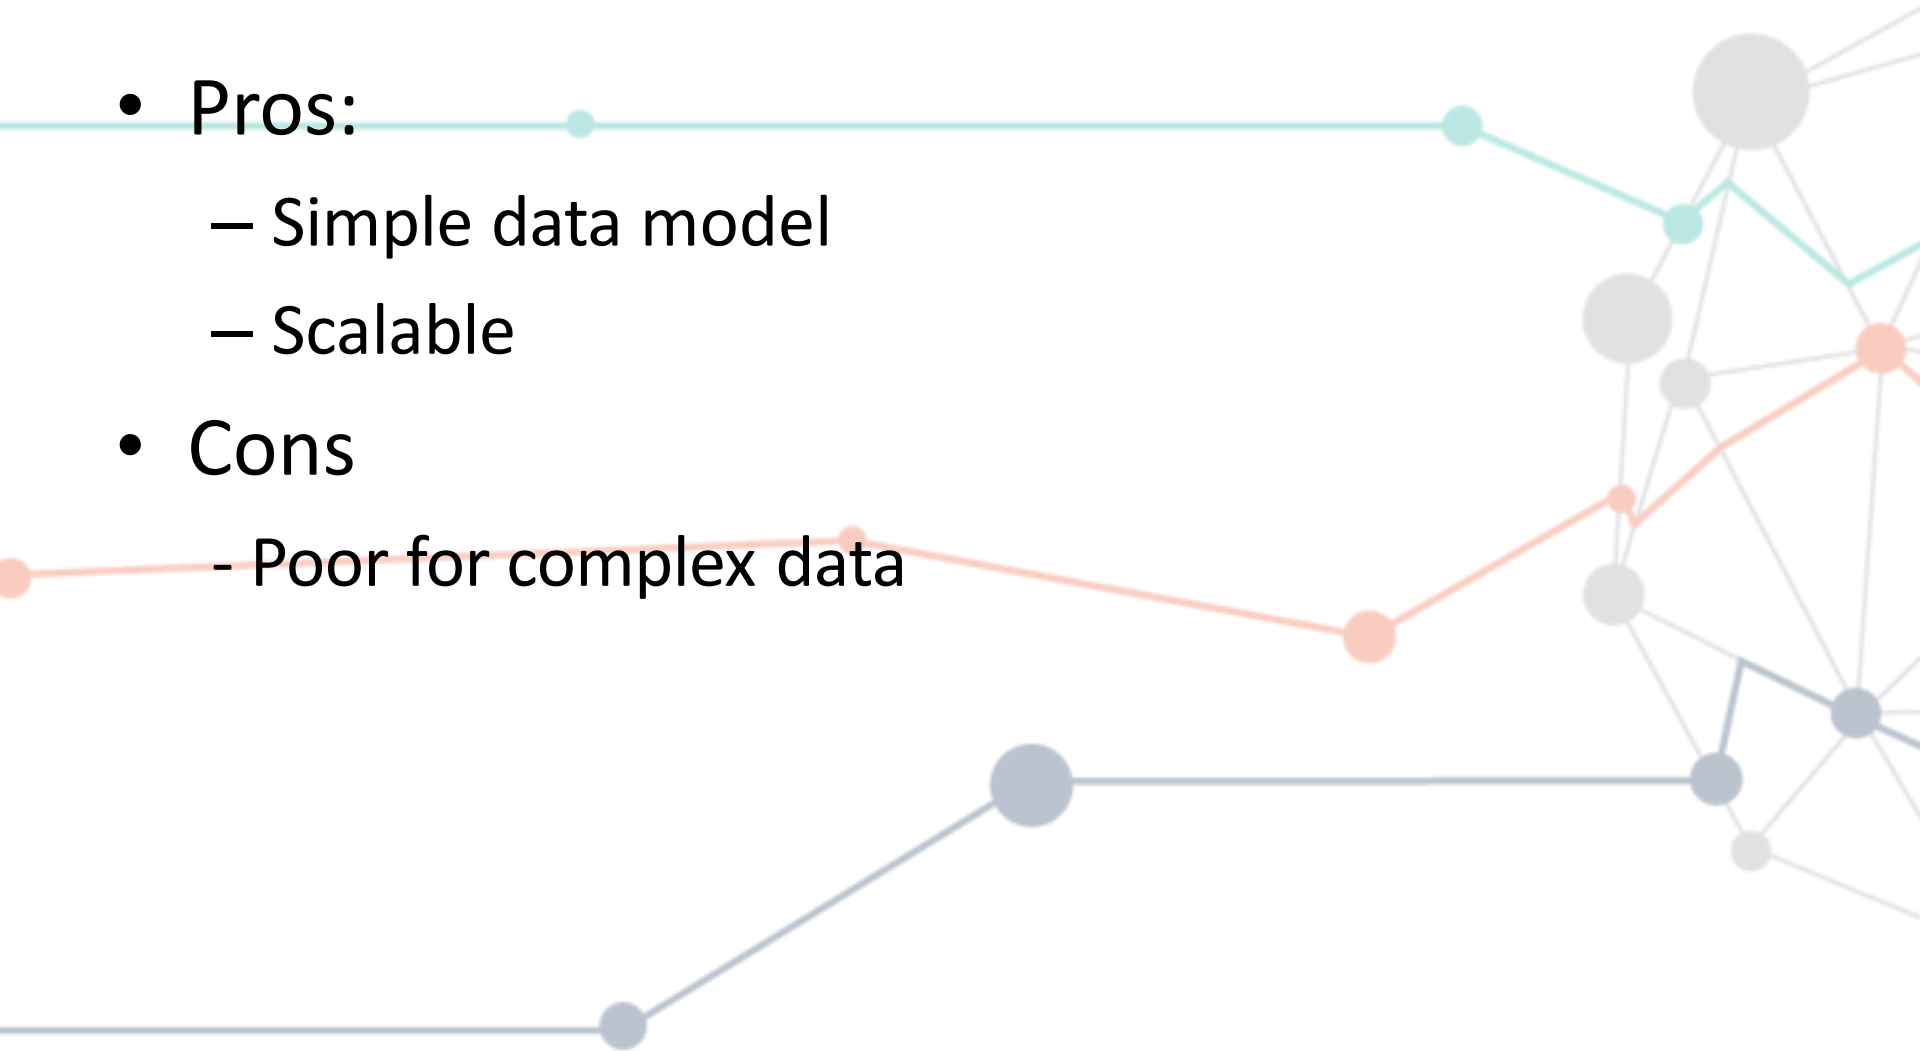 • Pros:
– Simple data model
– Scalable
• Cons
- Poor for complex data